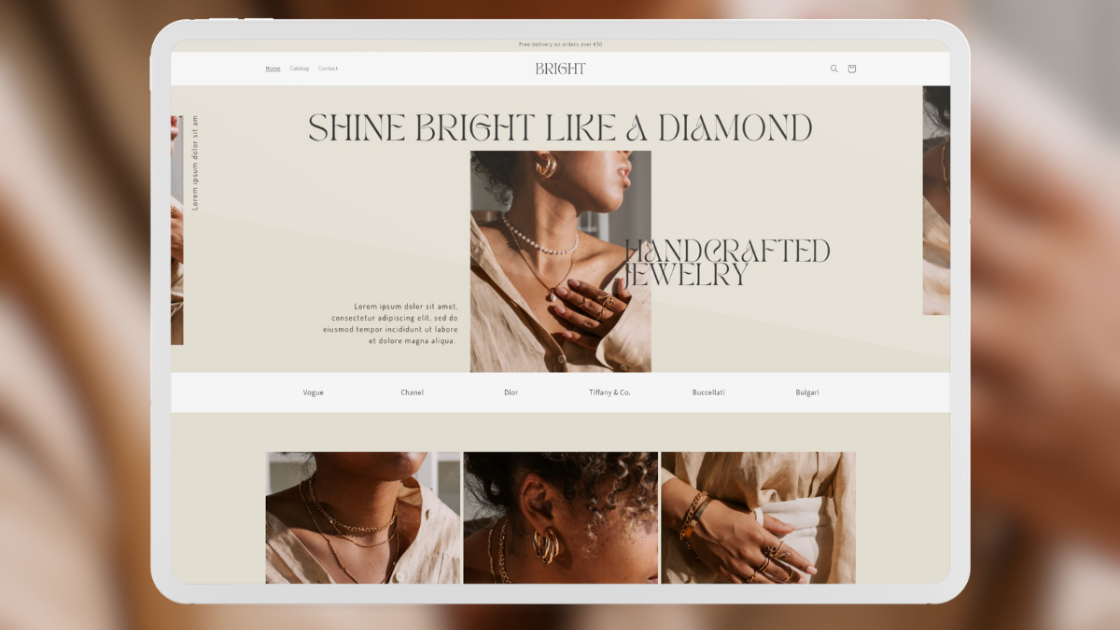 Free delivery on orders over €50
Home Catalog Contact
BRIGHT
Lorem ipsum dolor sit am
SHINE BRIGHT LIKE A DIAMOND
HANDCRAFTED
JEWELRY
Lorem ipsum dolor sit amet,
consectetur adipiscing elit, sed do
eiusmod tempor incididunt ut labore
et dolore magna aliqua.
Vogue Chanel Dior Tiffany & Co. Buccellati Bulgari